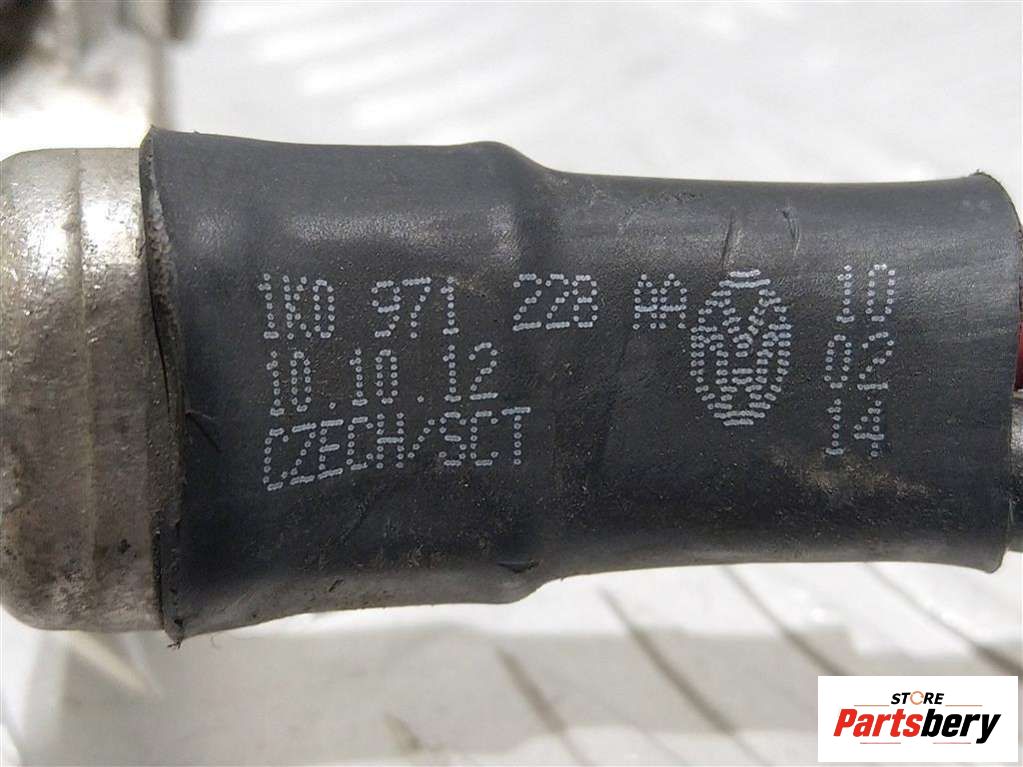 1K0 971 228 AA
10.10.12
CZECH/SCT
10
02
14
STORE
Partsbery